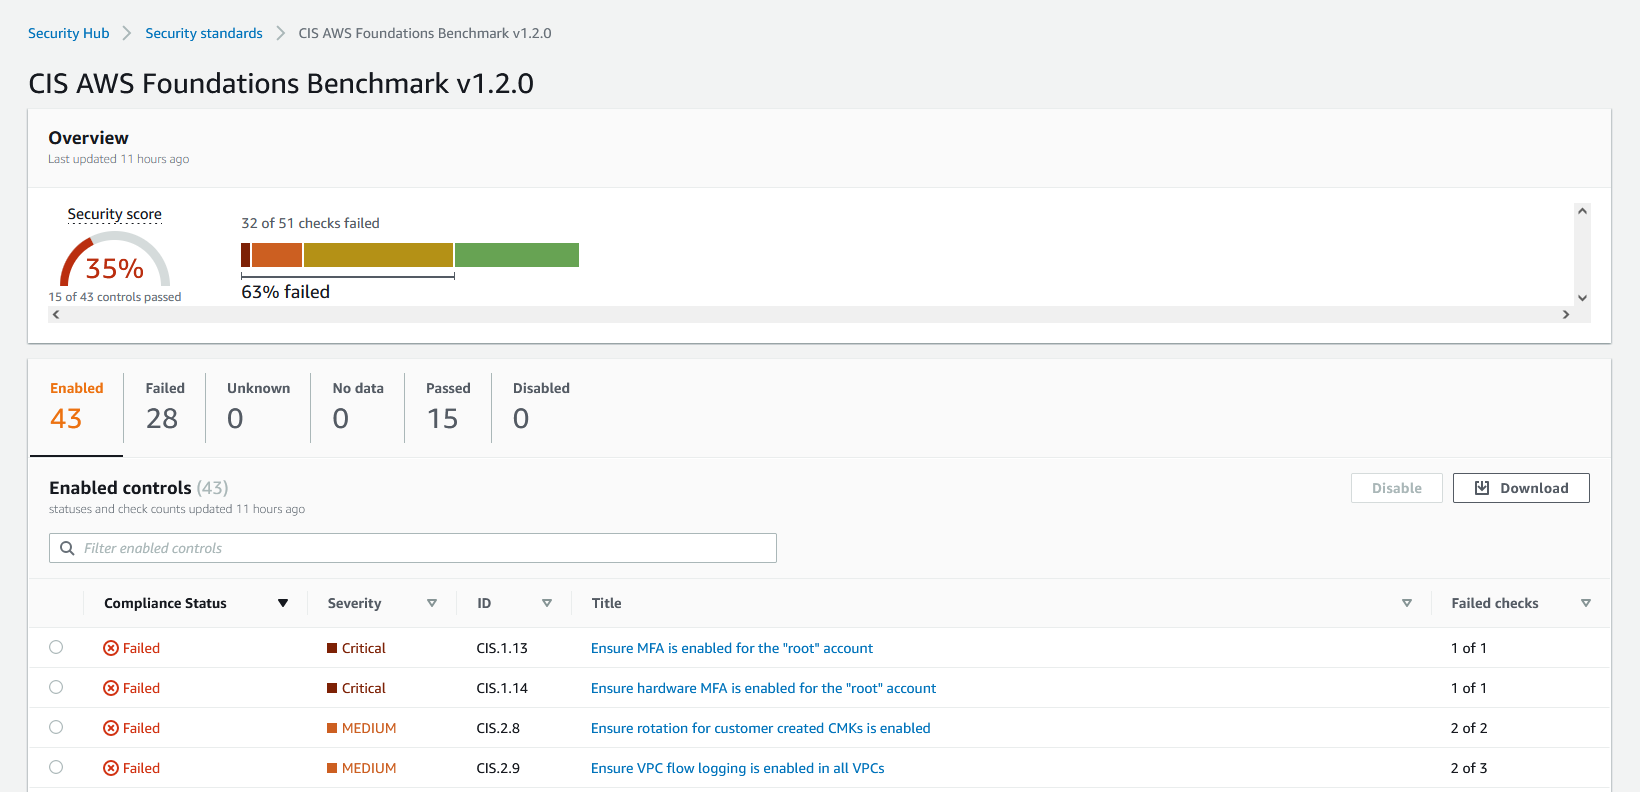 Security Hub > Security standards > CIS AWS Foundations Benchmark v1.2.0
CIS AWS Foundations Benchmark v1.2.0
Overview
Last updated 11 hours ago
Security score
35%
15 of 43 controls passed
32 of 51 checks failed
63% failed
Enabled Failed Unknown No data Passed Disabled
43 28 0 0 15 0
Enabled controls (43)
statuses and check counts updated 11 hours ago
Disable Download
Filter enabled controls
Compliance Status Severity ID Title Failed checks
Failed Critical CIS.1.13 Ensure MFA is enabled for the "root" account 1 of 1
Failed Critical CIS.1.14 Ensure hardware MFA is enabled for the "root" account 1 of 1
Failed MEDIUM CIS.2.8 Ensure rotation for customer created CMKs is enabled 2 of 2
Failed MEDIUM CIS.2.9 Ensure VPC flow logging is enabled in all VPCs 2 of 3